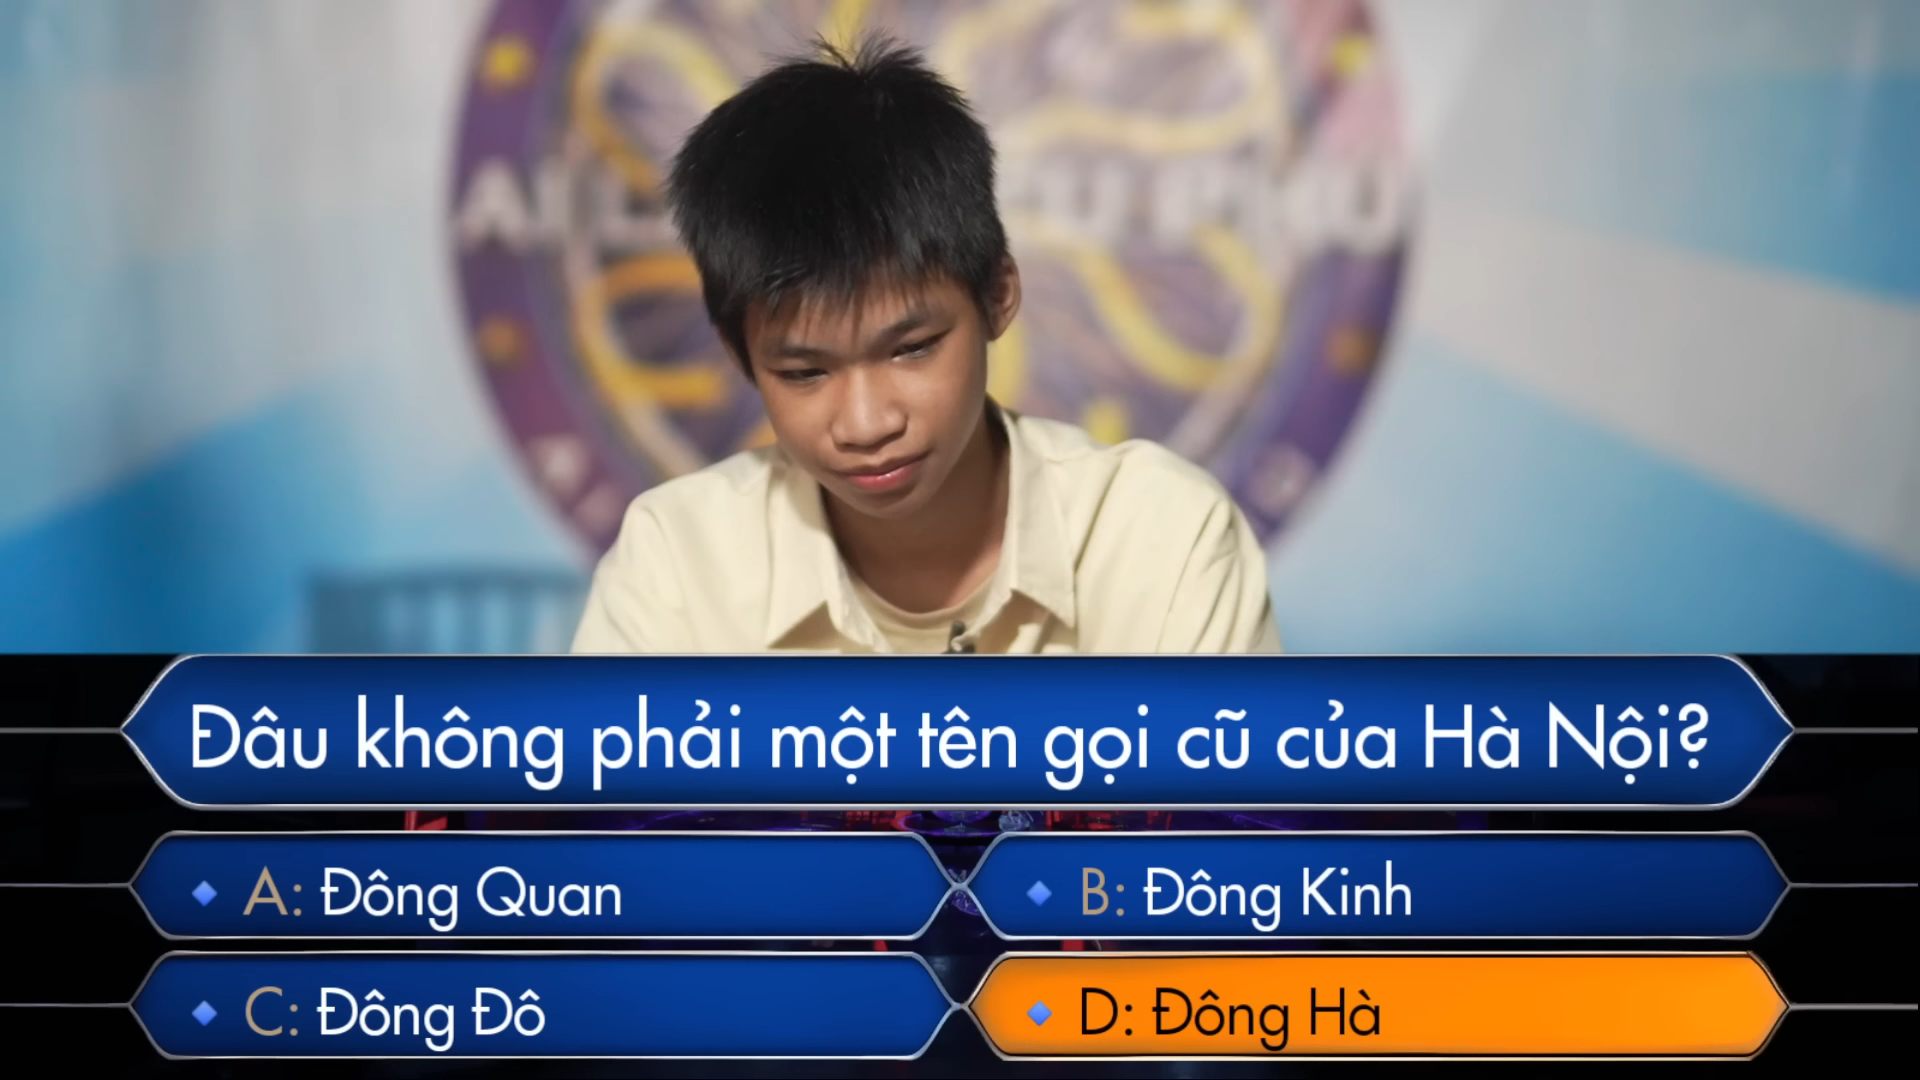 Đâu không phải một tên gọi cũ của Hà Nội?
A: Đông Quan
B: Đông Kinh
C: Đông Đô
D: Đông Hà